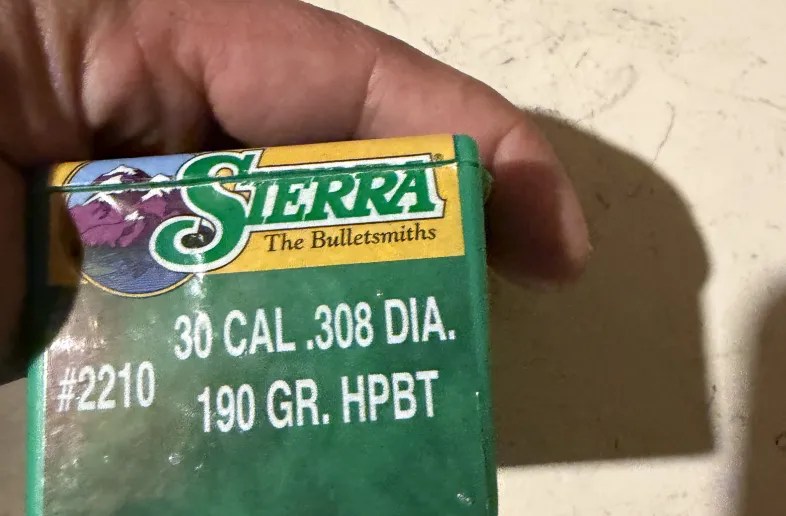 SIERRA®
The Bulletsmiths
30 CAL .308 DIA.
#2210
190 GR. HPBT